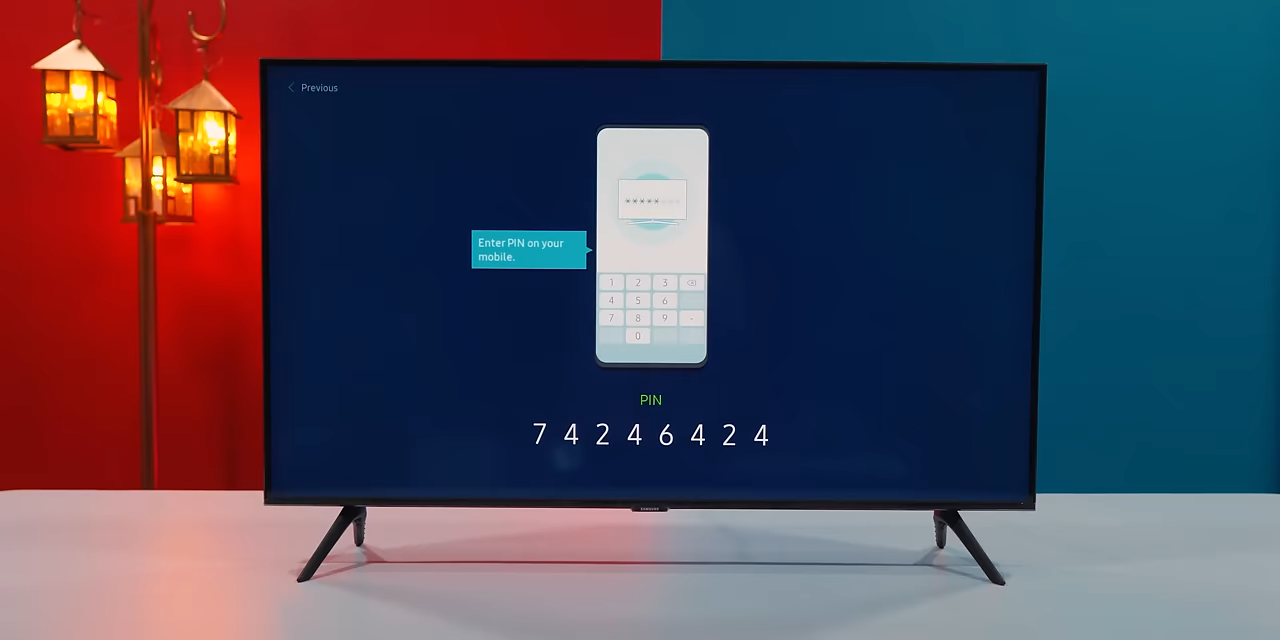 Previous
*****
Enter PIN on your
mobile.
1 2 3
4 5 6
7 8 9 -
0
PIN
7 4 2 4 6 4 2 4
SAMSUNG